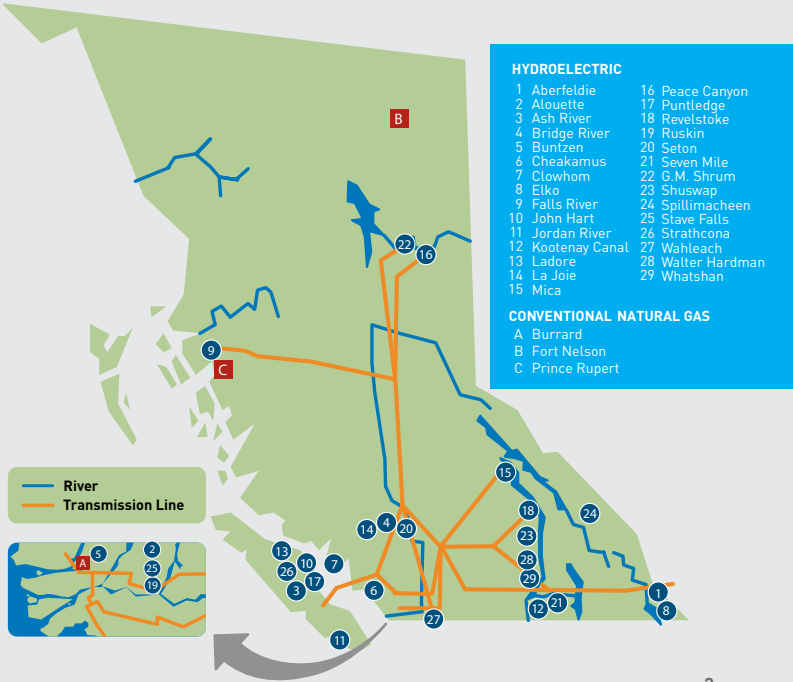 HYDROELECTRIC
1 Aberfeldie
2 Alouette
3 Ash River
4 Bridge River
5 Buntzen
6 Cheakamus
7 Clowhom
8 Elko
9 Falls River
10 John Hart
11 Jordan River
12 Kootenay Canal
13 Ladore
14 La Joie
15 Mica
16 Peace Canyon
17 Puntledge
18 Revelstoke
19 Ruskin
20 Seton
21 Seven Mile
22 G.M. Shrum
23 Shuswap
24 Spillimacheen
25 Stave Falls
26 Strathcona
27 Wahleach
28 Walter Hardman
29 Whatshan
CONVENTIONAL NATURAL GAS
A Burrard
B Fort Nelson
C Prince Rupert
B
22
16
9
C
15
18
24
23
28
29
14
4
20
13
10
7
26
17
3
6
12
21
1
8
27
11
River
Transmission Line
5
2
A
25
19